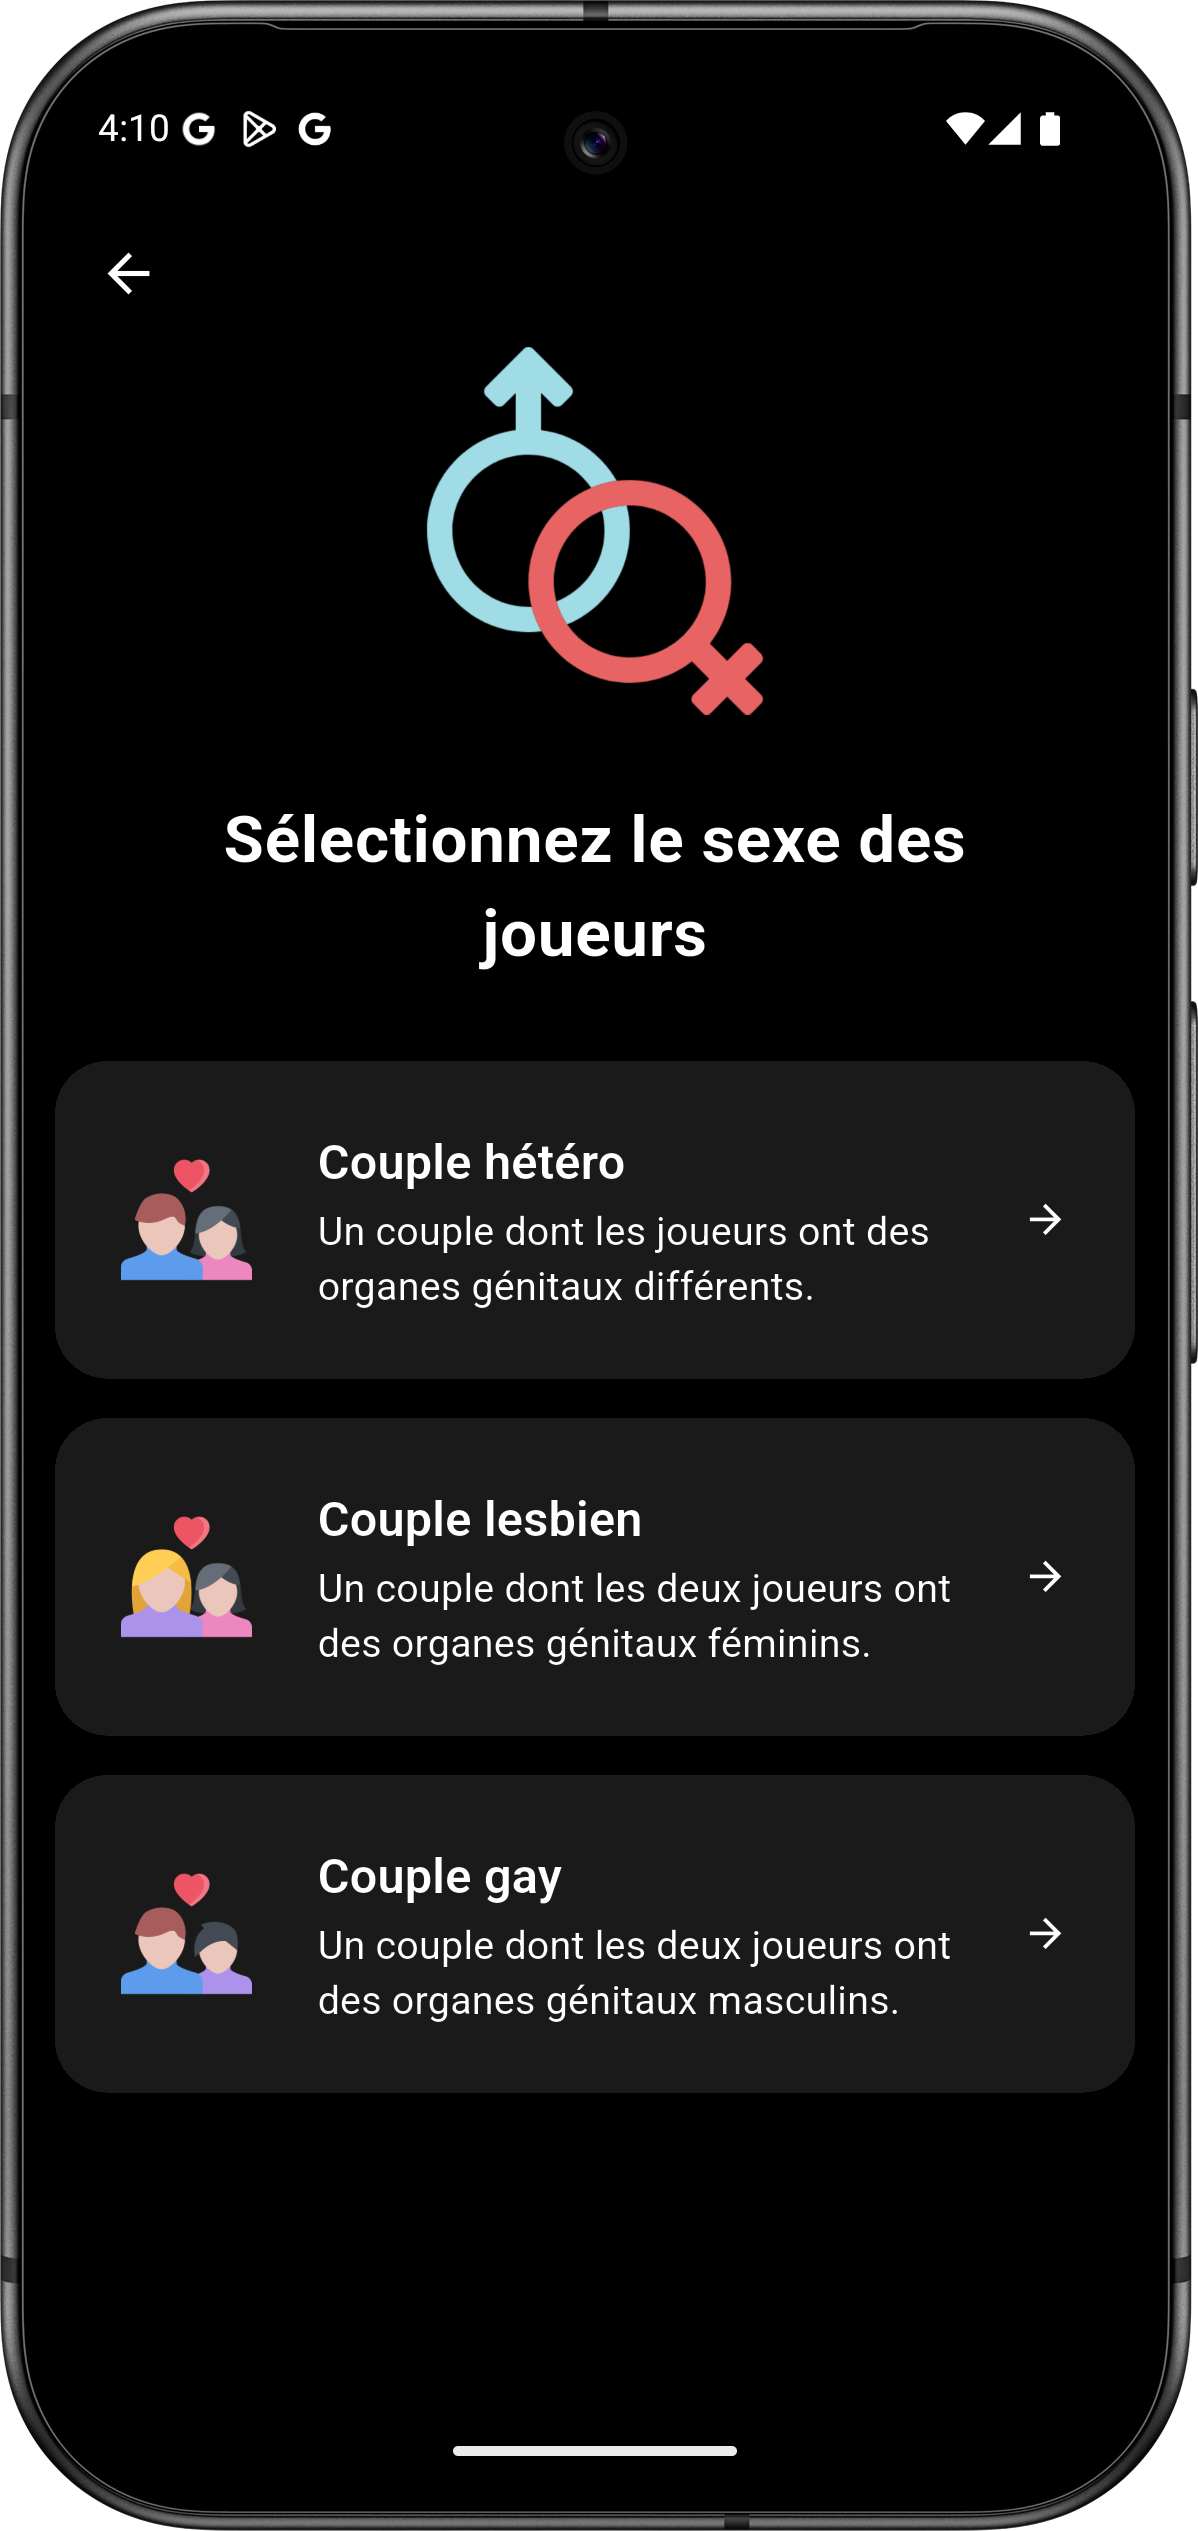 4:10
Sélectionnez le sexe des
joueurs
Couple hétéro
Un couple dont les joueurs ont des
organes génitaux différents.
Couple lesbien
Un couple dont les deux joueurs ont
des organes génitaux féminins.
Couple gay
Un couple dont les deux joueurs ont
des organes génitaux masculins.